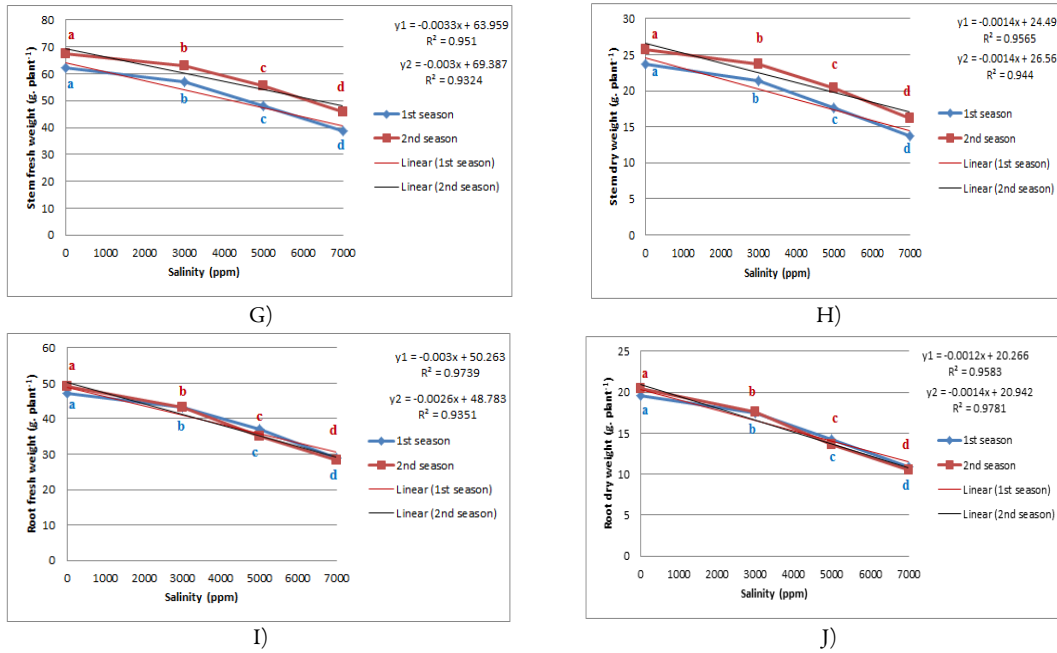 y1 = -0.0033x + 63.959
R² = 0.951
y2 = -0.003x + 69.387
R² = 0.9324
Stem fresh weight (g. plant⁻¹)
80
70
60
50
40
30
20
10
0
a
b
c
d
a
b
c
d
0 1000 2000 3000 4000 5000 6000 7000
Salinity (ppm)
1st season
2nd season
Linear (1st season)
Linear (2nd season)
G)
y1 = -0.0014x + 24.49
R² = 0.9565
y2 = -0.0014x + 26.56
R² = 0.944
Stem dry weight (g. plant⁻¹)
30
25
20
15
10
5
0
a
b
c
d
a
b
c
d
0 1000 2000 3000 4000 5000 6000 7000
Salinity (ppm)
1st season
2nd season
Linear (1st season)
Linear (2nd season)
H)
y1 = -0.003x + 50.263
R² = 0.9739
y2 = -0.0026x + 48.783
R² = 0.9351
Root fresh weight (g. plant⁻¹)
60
50
40
30
20
10
0
a
b
c
d
a
b
c
d
0 1000 2000 3000 4000 5000 6000 7000
Salinity (ppm)
1st season
2nd season
Linear (1st season)
Linear (2nd season)
I)
y1 = -0.0012x + 20.266
R² = 0.9583
y2 = -0.0014x + 20.942
R² = 0.9781
Root dry weight (g. plant⁻¹)
25
20
15
10
5
0
a
b
c
d
a
b
c
d
0 1000 2000 3000 4000 5000 6000 7000
Salinity (ppm)
1st season
2nd season
Linear (1st season)
Linear (2nd season)
J)